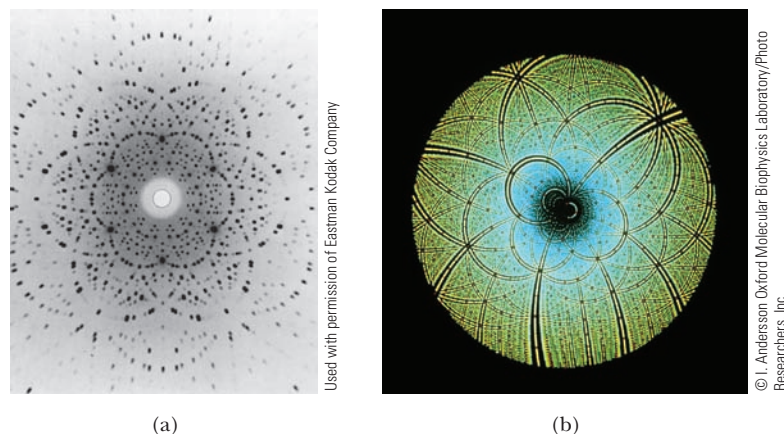 Used with permission of Eastman Kodak Company
© I. Andersson Oxford Molecular Biophysics Laboratory/Photo
Researchers, Inc.
(a)
(b)